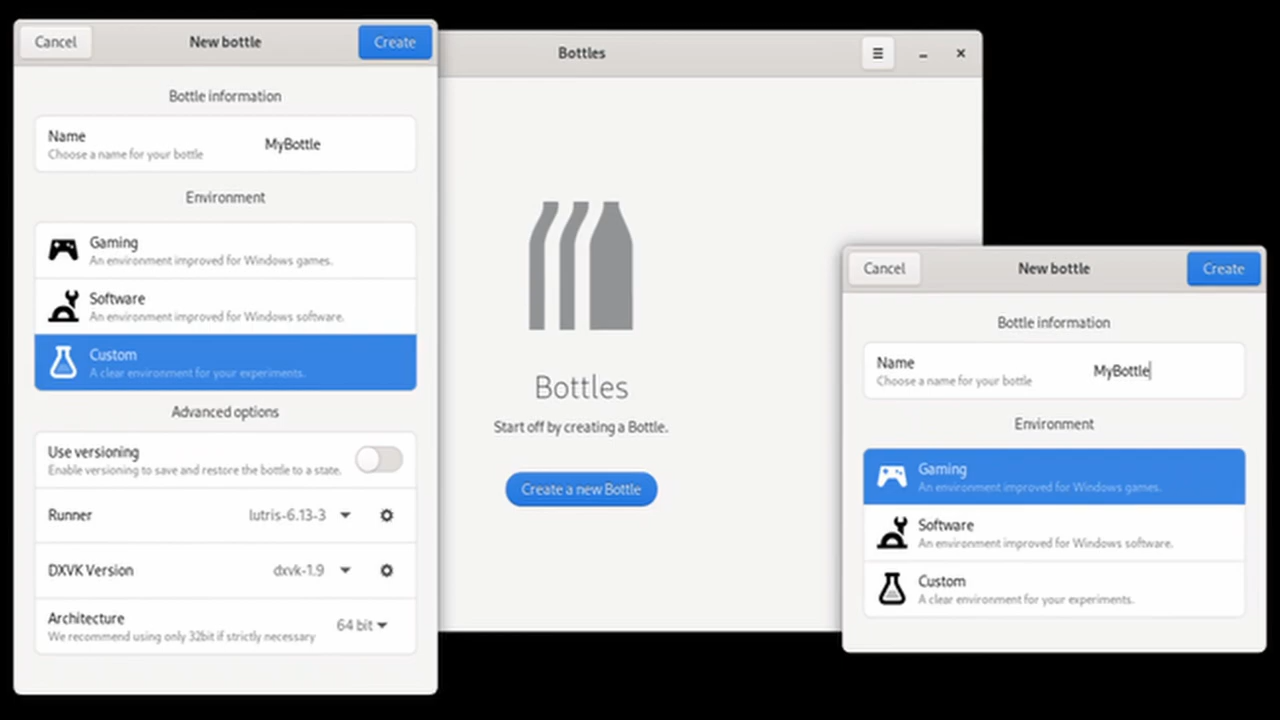 Cancel
New bottle
Create
Bottle information
Name
Choose a name for your bottle
MyBottle
Environment
Gaming
An environment improved for Windows games.
Software
An environment improved for Windows software.
Custom
A clear environment for your experiments.
Advanced options
Use versioning
Enable versioning to save and restore the bottle to a state.
Runner
lutris-6.13-3
DXVK Version
dxvk-1.9
Architecture
We recommend using only 32bit if strictly necessary
64 bit
Bottles
Bottles
Start off by creating a Bottle.
Create a new Bottle
Cancel
New bottle
Create
Bottle information
Name
Choose a name for your bottle
MyBottle
Environment
Gaming
An environment improved for Windows games.
Software
An environment improved for Windows software.
Custom
A clear environment for your experiments.